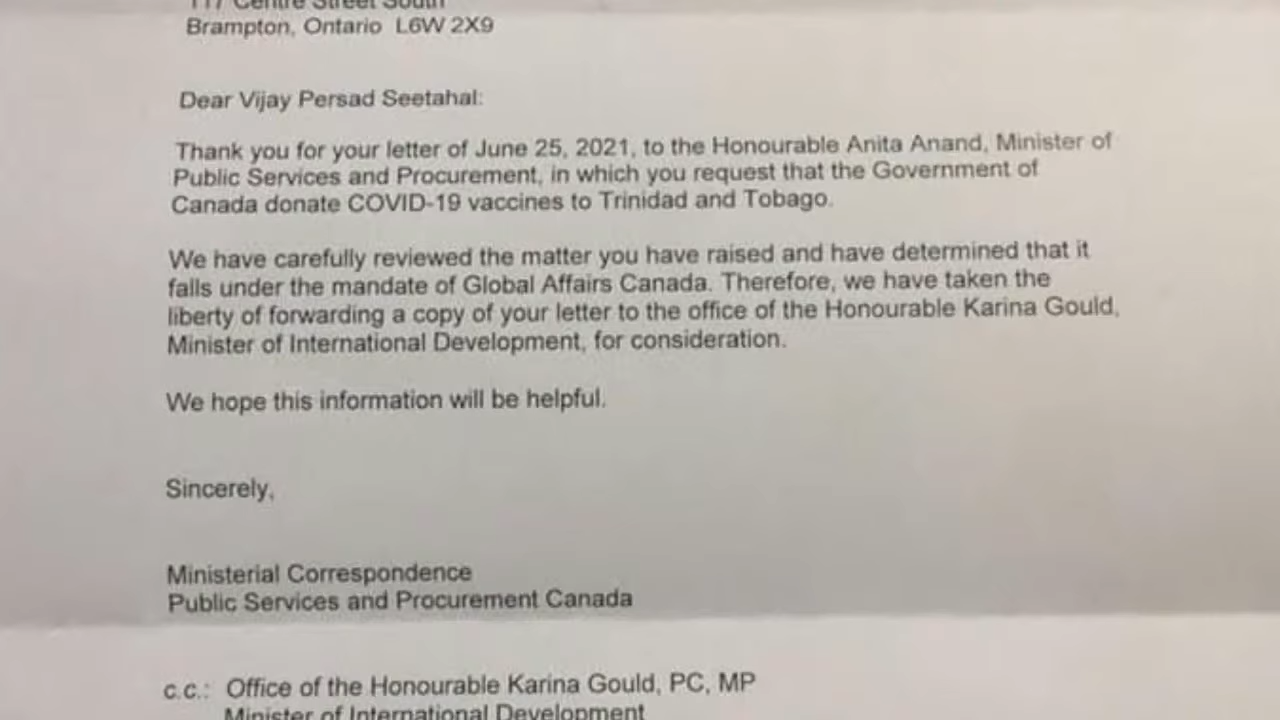 117 Centre Street South
Brampton, Ontario  L6W 2X9
Dear Vijay Persad Seetahal:
Thank you for your letter of June 25, 2021, to the Honourable Anita Anand, Minister of
Public Services and Procurement, in which you request that the Government of
Canada donate COVID-19 vaccines to Trinidad and Tobago.
We have carefully reviewed the matter you have raised and have determined that it
falls under the mandate of Global Affairs Canada. Therefore, we have taken the
liberty of forwarding a copy of your letter to the office of the Honourable Karina Gould,
Minister of International Development, for consideration.
We hope this information will be helpful.
Sincerely,
Ministerial Correspondence
Public Services and Procurement Canada
c.c.: Office of the Honourable Karina Gould, PC, MP
Minister of International Development